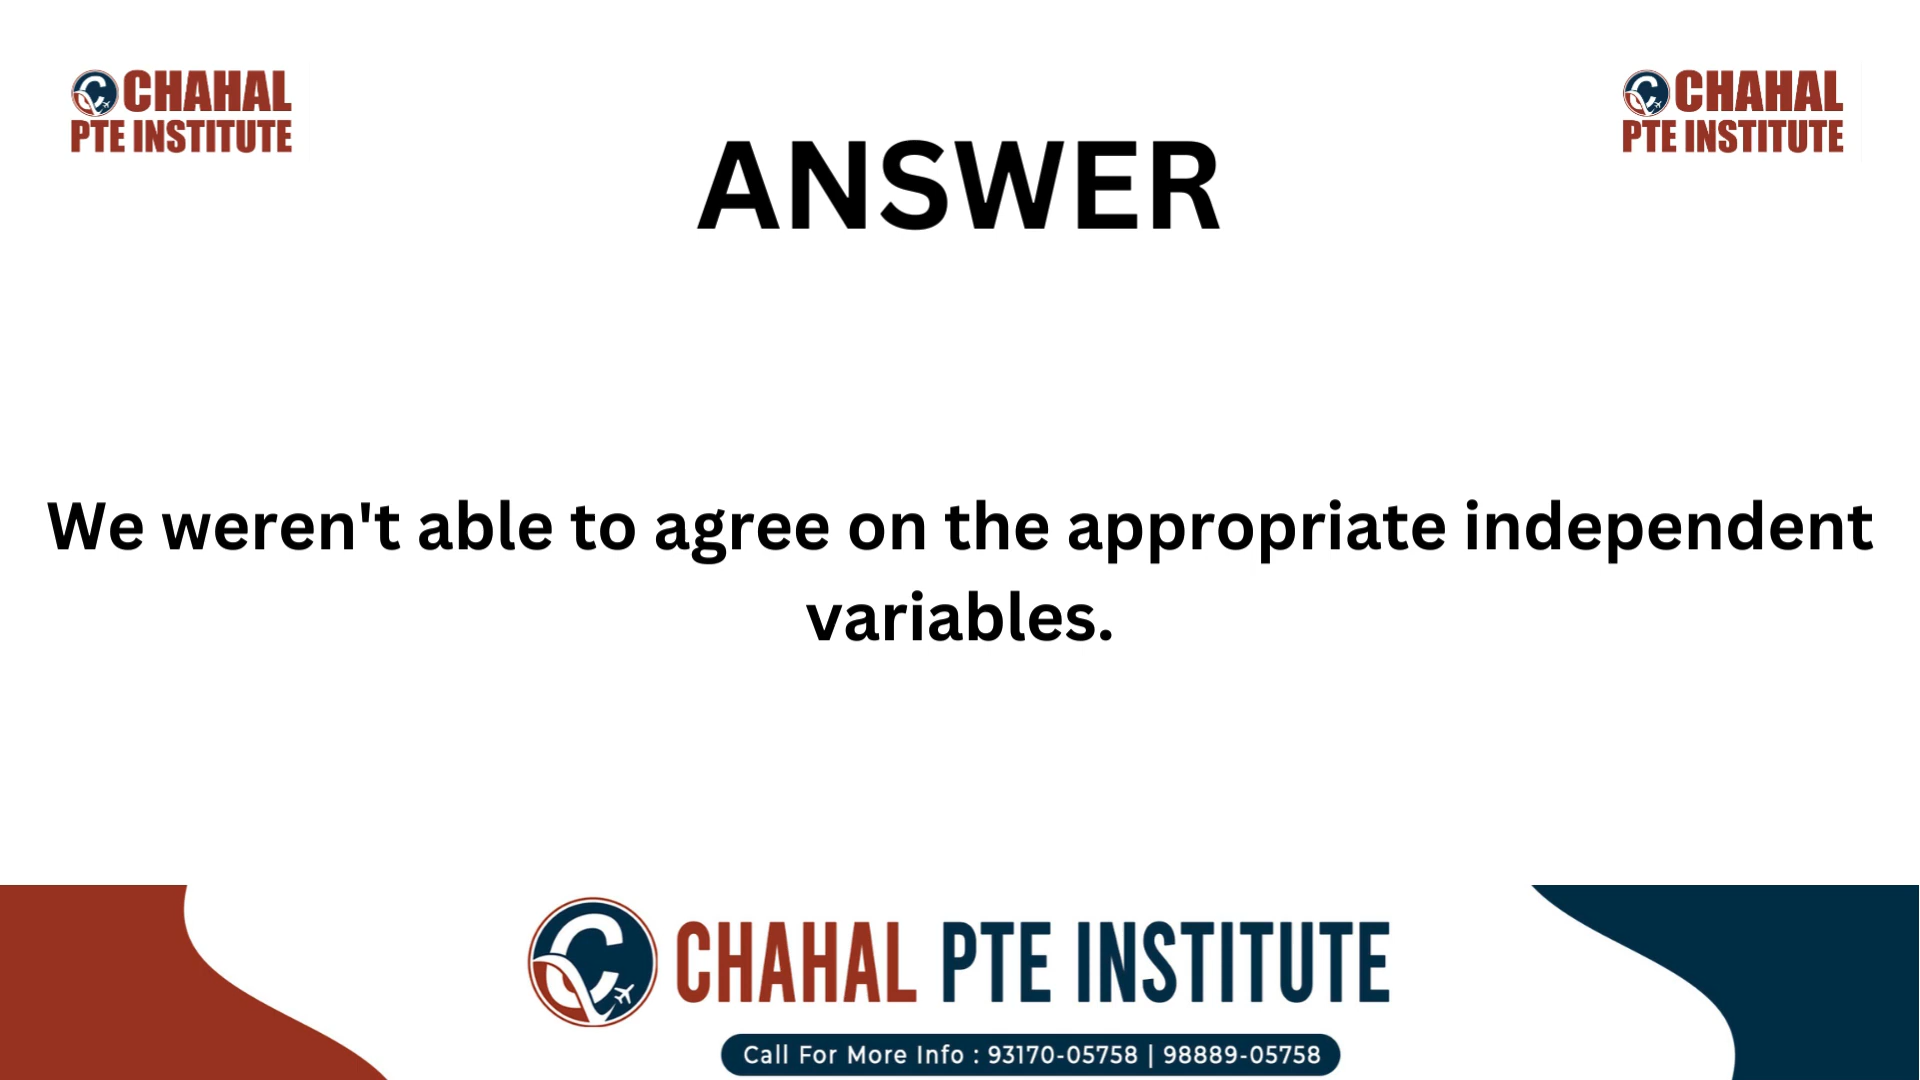 CHAHAL
PTE INSTITUTE
CHAHAL
PTE INSTITUTE
ANSWER
We weren't able to agree on the appropriate independent
variables.
CHAHAL PTE INSTITUTE
Call For More Info : 93170-05758 | 98889-05758